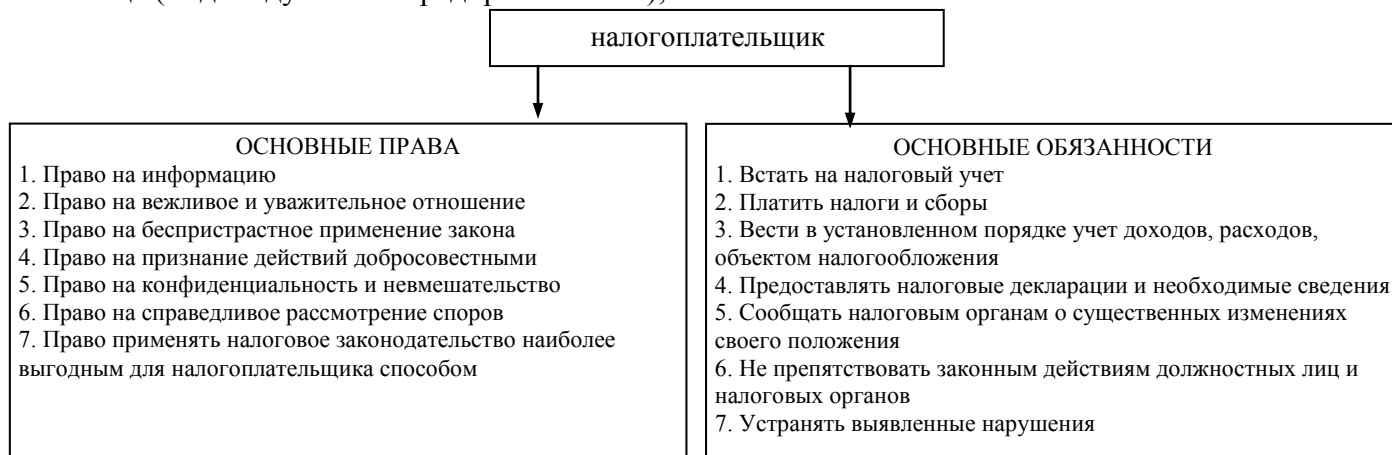 налогоплательщик
ОСНОВНЫЕ ПРАВА
1. Право на информацию
2. Право на вежливое и уважительное отношение
3. Право на беспристрастное применение закона
4. Право на признание действий добросовестными
5. Право на конфиденциальность и невмешательство
6. Право на справедливое рассмотрение споров
7. Право применять налоговое законодательство наиболее
выгодным для налогоплательщика способом
ОСНОВНЫЕ ОБЯЗАННОСТИ
1. Встать на налоговый учет
2. Платить налоги и сборы
3. Вести в установленном порядке учет доходов, расходов,
объектом налогообложения
4. Предоставлять налоговые декларации и необходимые сведения
5. Сообщать налоговым органам о существенных изменениях
своего положения
6. Не препятствовать законным действиям должностных лиц и
налоговых органов
7. Устранять выявленные нарушения